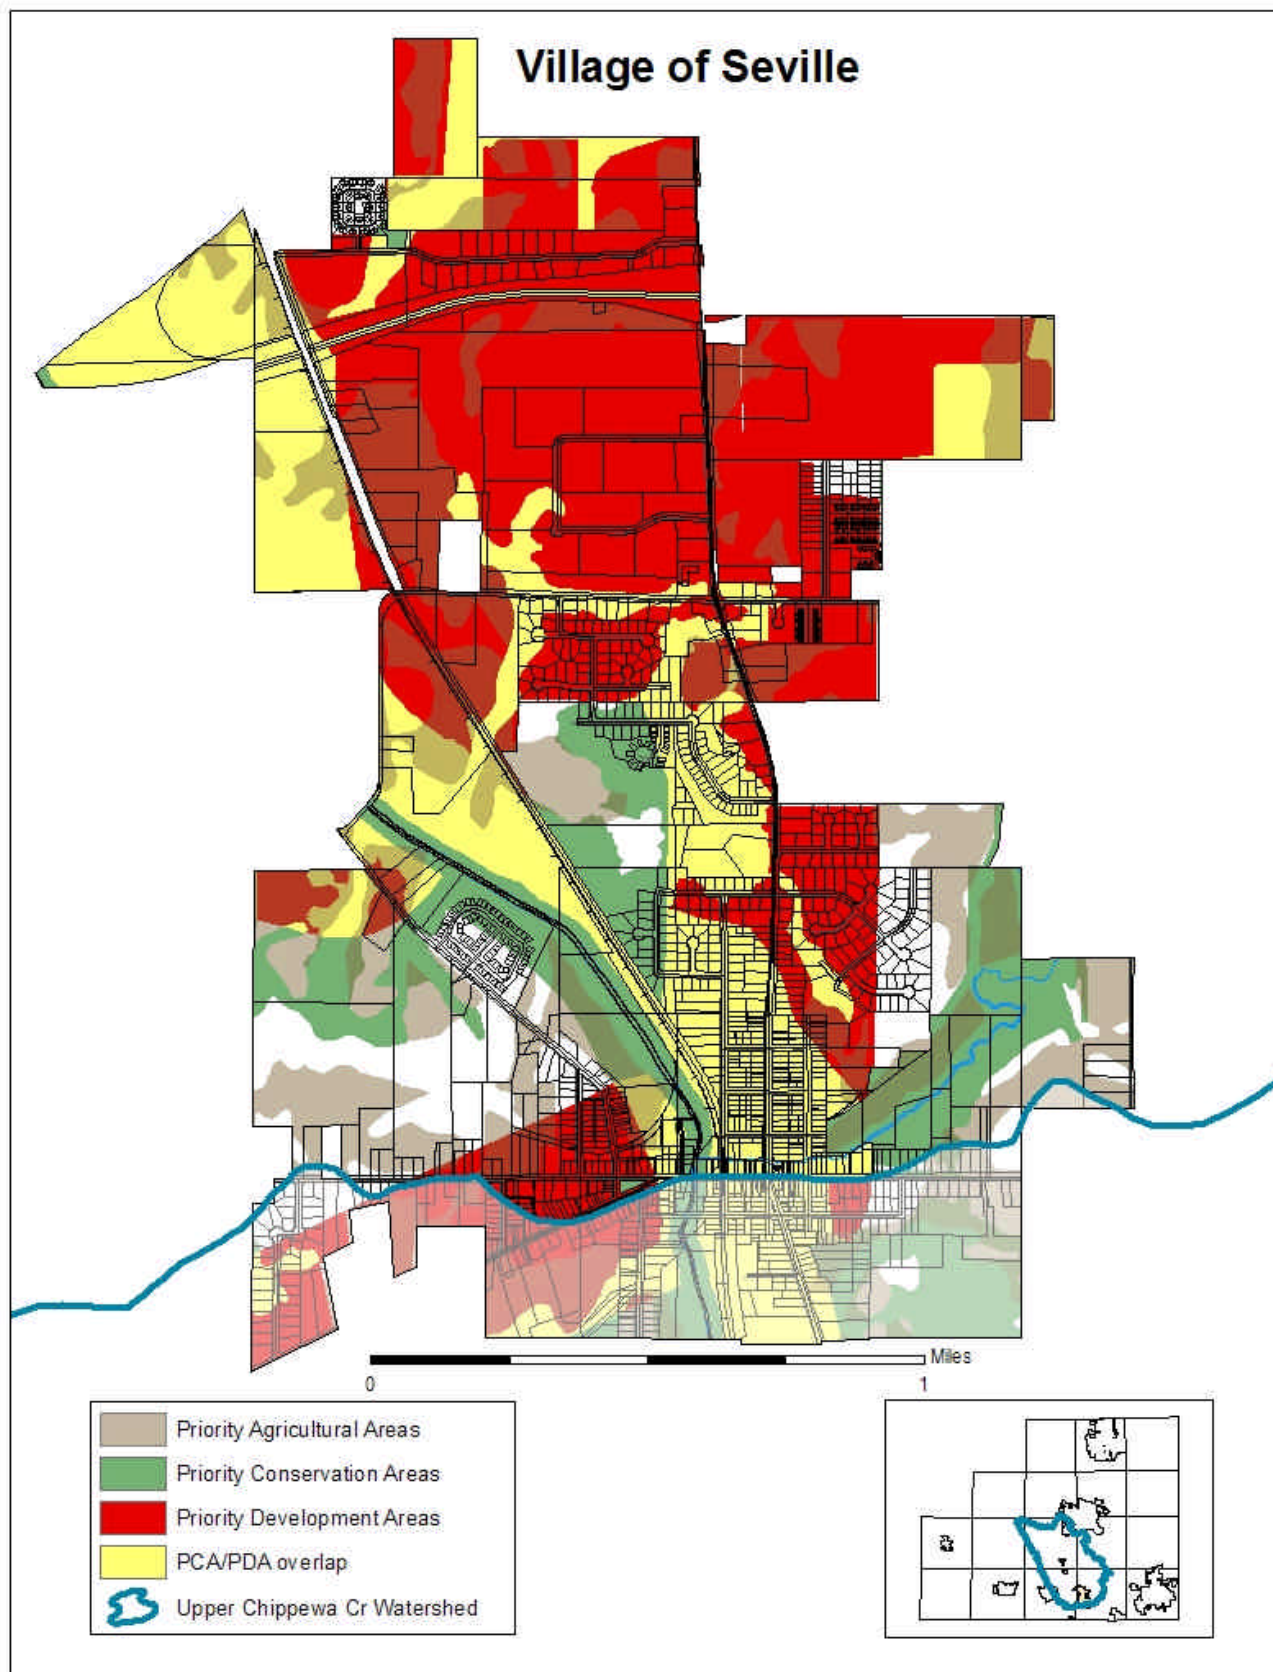 Village of Seville
Miles
0 1
Priority Agricultural Areas
Priority Conservation Areas
Priority Development Areas
PCA/PDA overlap
Upper Chippewa Cr Watershed